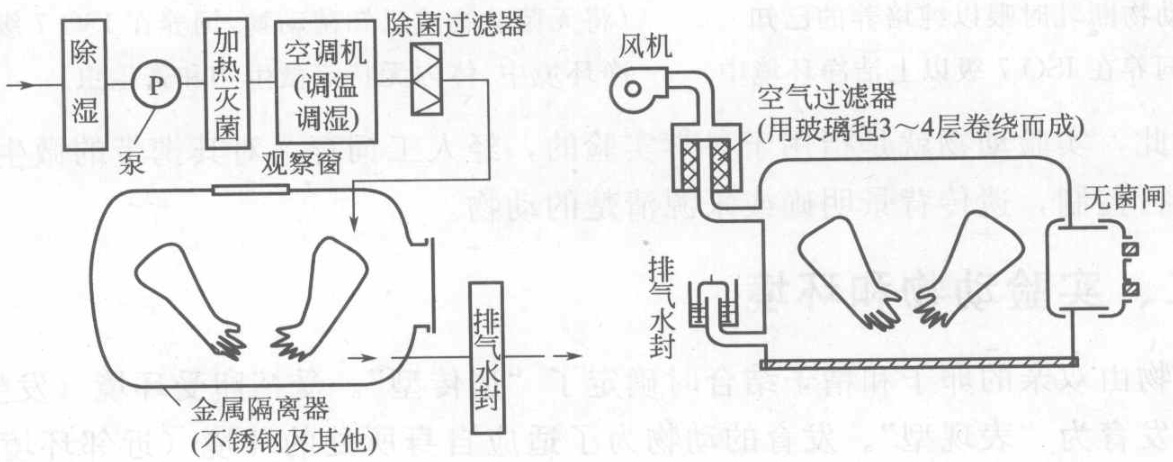 除湿
P
泵
加热灭菌
空调机
(调温
调湿)
除菌过滤器
观察窗
排气水封
金属隔离器
(不锈钢及其他)
风机
空气过滤器
(用玻璃毡3～4层卷绕而成)
无菌闸
排气水封